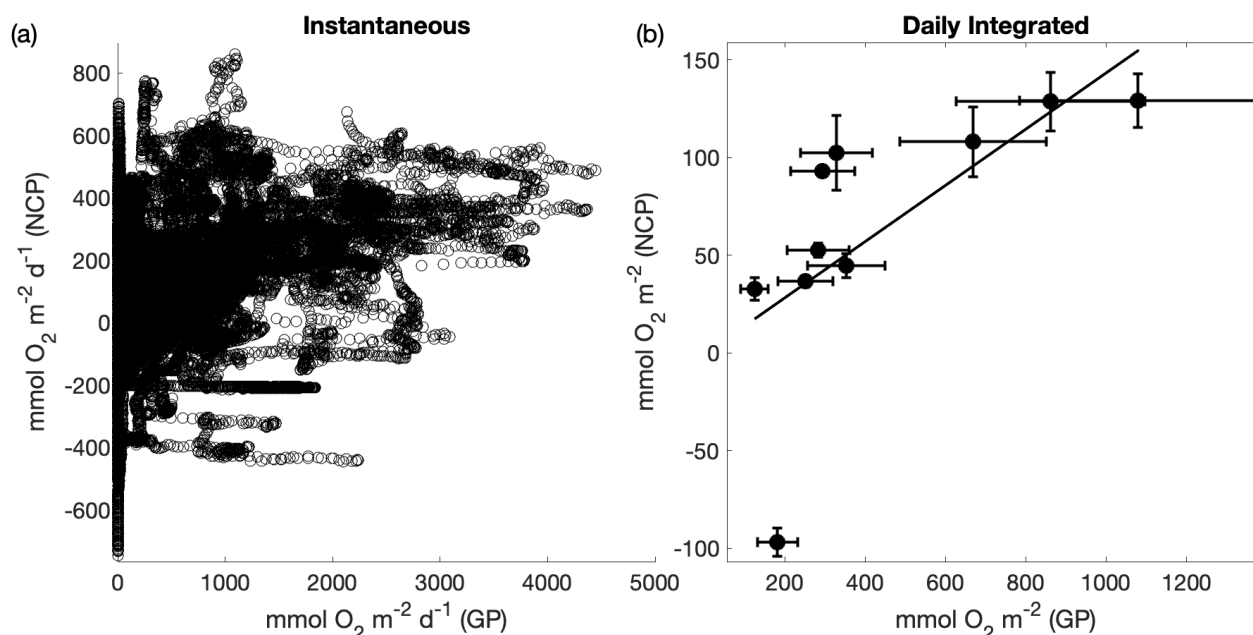 (a)
Instantaneous
800
600
400
200
0
-200
-400
-600
mmol O₂ m⁻² d⁻¹ (NCP)
0 1000 2000 3000 4000 5000
mmol O₂ m⁻² d⁻¹ (GP)
(b)
Daily Integrated
150
100
50
0
-50
-100
mmol O₂ m⁻² (NCP)
200 400 600 800 1000 1200
mmol O₂ m⁻² (GP)